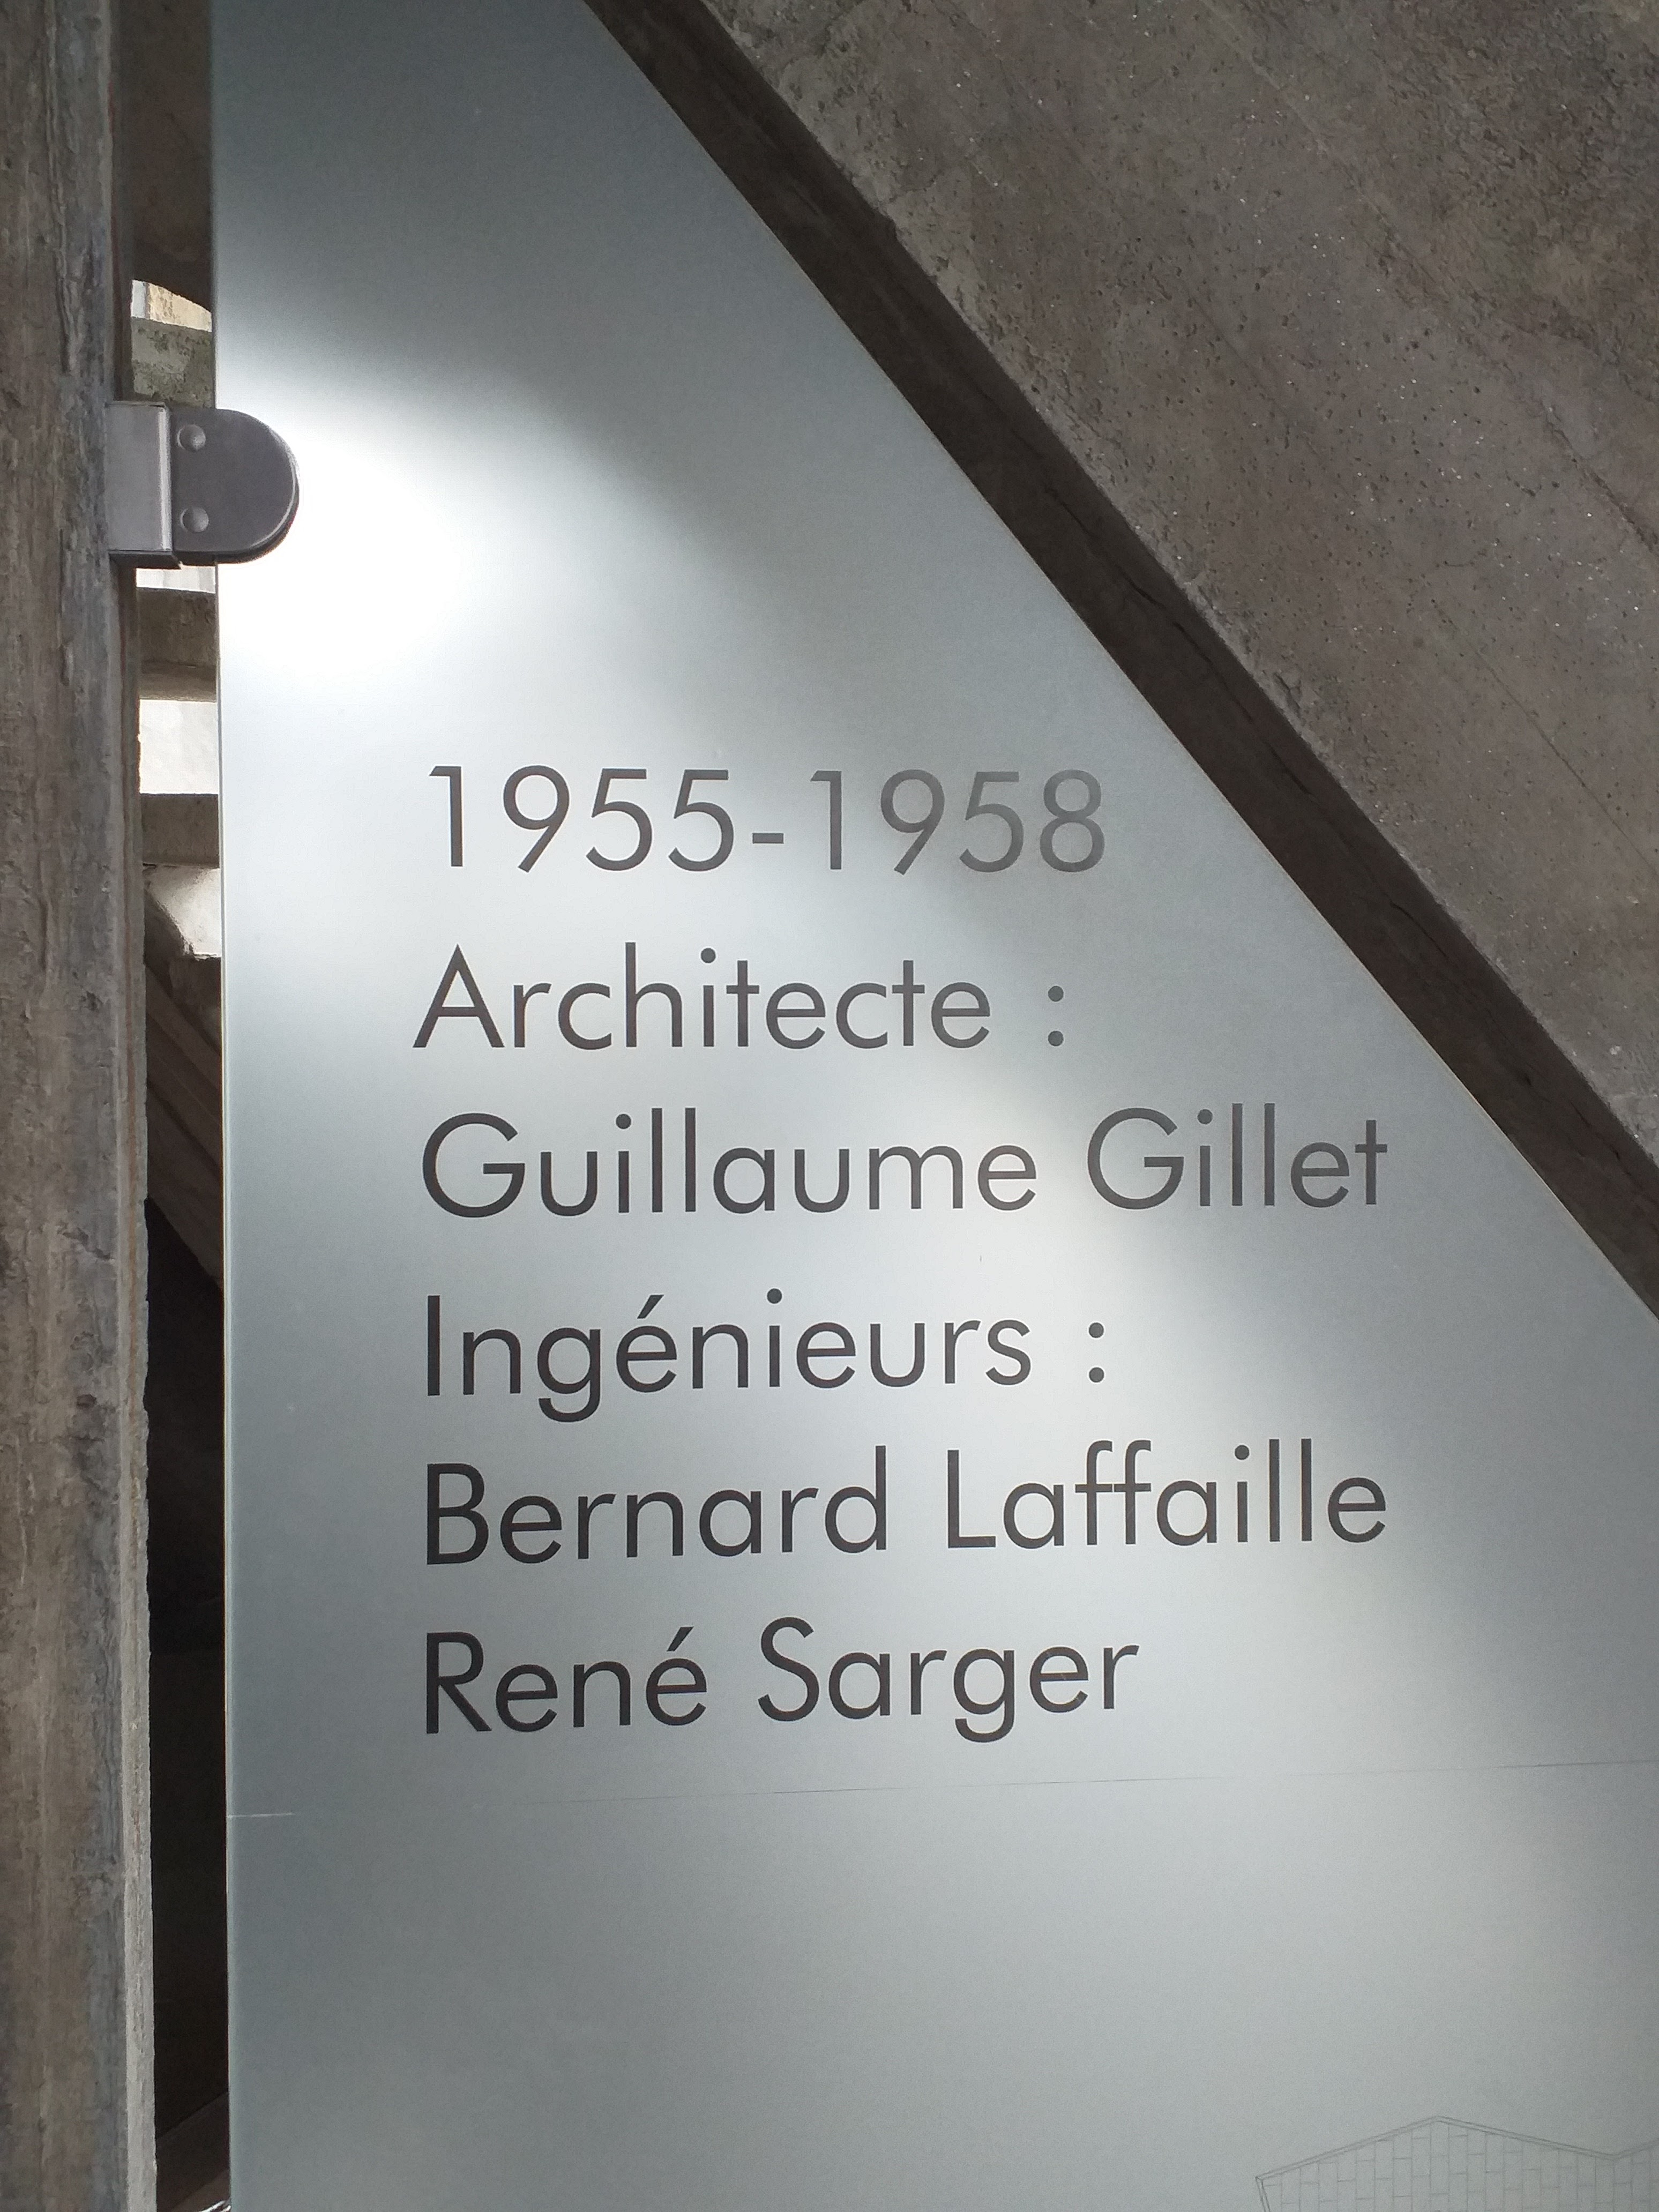 1955-1958
Architecte :
Guillaume Gillet
Ingénieurs :
Bernard Laffaille
René Sarger